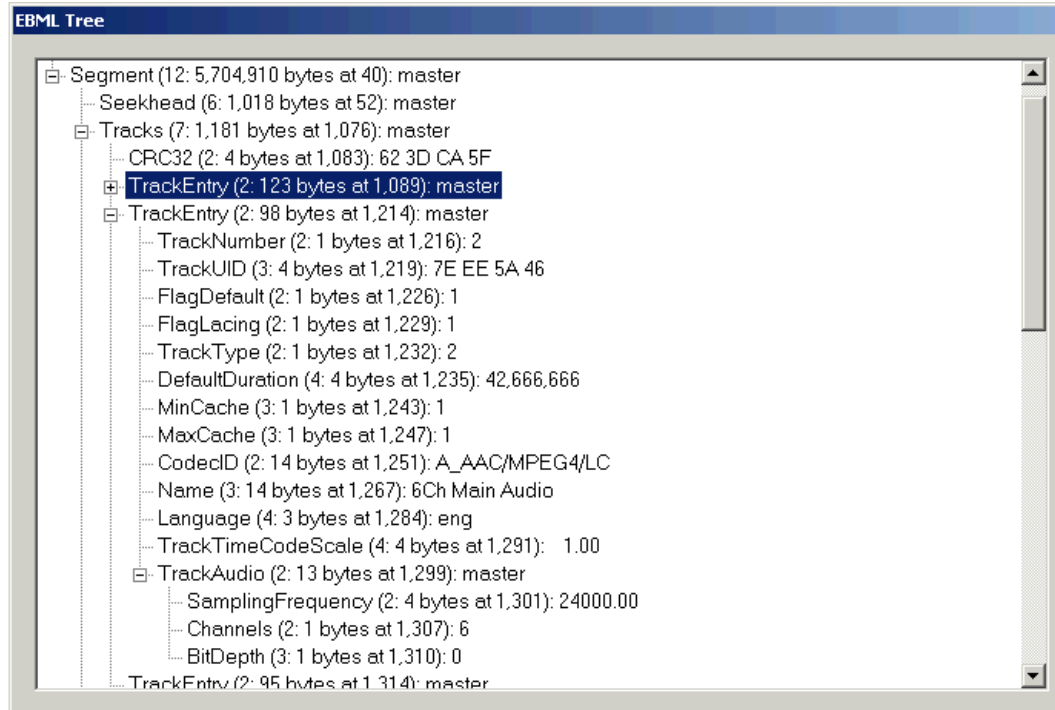 EBML Tree
Segment (12: 5,704,910 bytes at 40): master
Seekhead (6: 1,018 bytes at 52): master
Tracks (7: 1,181 bytes at 1,076): master
CRC32 (2: 4 bytes at 1,083): 62 3D CA 5F
TrackEntry (2: 123 bytes at 1,089): master
TrackEntry (2: 98 bytes at 1,214): master
TrackNumber (2: 1 bytes at 1,216): 2
TrackUID (3: 4 bytes at 1,219): 7E EE 5A 46
FlagDefault (2: 1 bytes at 1,226): 1
FlagLacing (2: 1 bytes at 1,229): 1
TrackType (2: 1 bytes at 1,232): 2
DefaultDuration (4: 4 bytes at 1,235): 42,666,666
MinCache (3: 1 bytes at 1,243): 1
MaxCache (3: 1 bytes at 1,247): 1
CodecID (2: 14 bytes at 1,251): A_AAC/MPEG4/LC
Name (3: 14 bytes at 1,267): 6Ch Main Audio
Language (4: 3 bytes at 1,284): eng
TrackTimeCodeScale (4: 4 bytes at 1,291):   1.00
TrackAudio (2: 13 bytes at 1,299): master
SamplingFrequency (2: 4 bytes at 1,301): 24000.00
Channels (2: 1 bytes at 1,307): 6
BitDepth (3: 1 bytes at 1,310): 0
TrackEntry (2: 95 bytes at 1,314): master